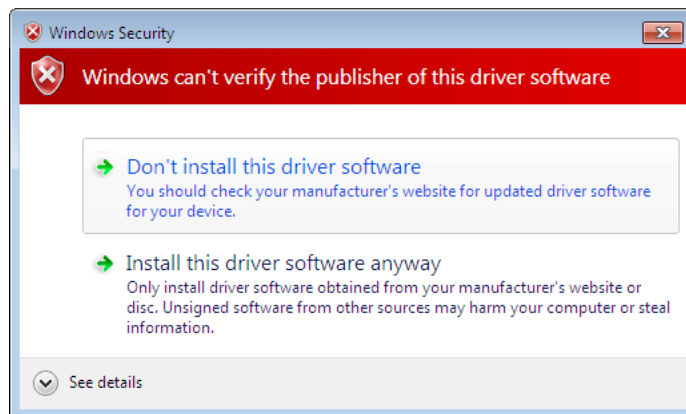 Windows Security
Windows can't verify the publisher of this driver software
Don't install this driver software
You should check your manufacturer's website for updated driver software
for your device.
Install this driver software anyway
Only install driver software obtained from your manufacturer's website or
disc. Unsigned software from other sources may harm your computer or steal
information.
See details